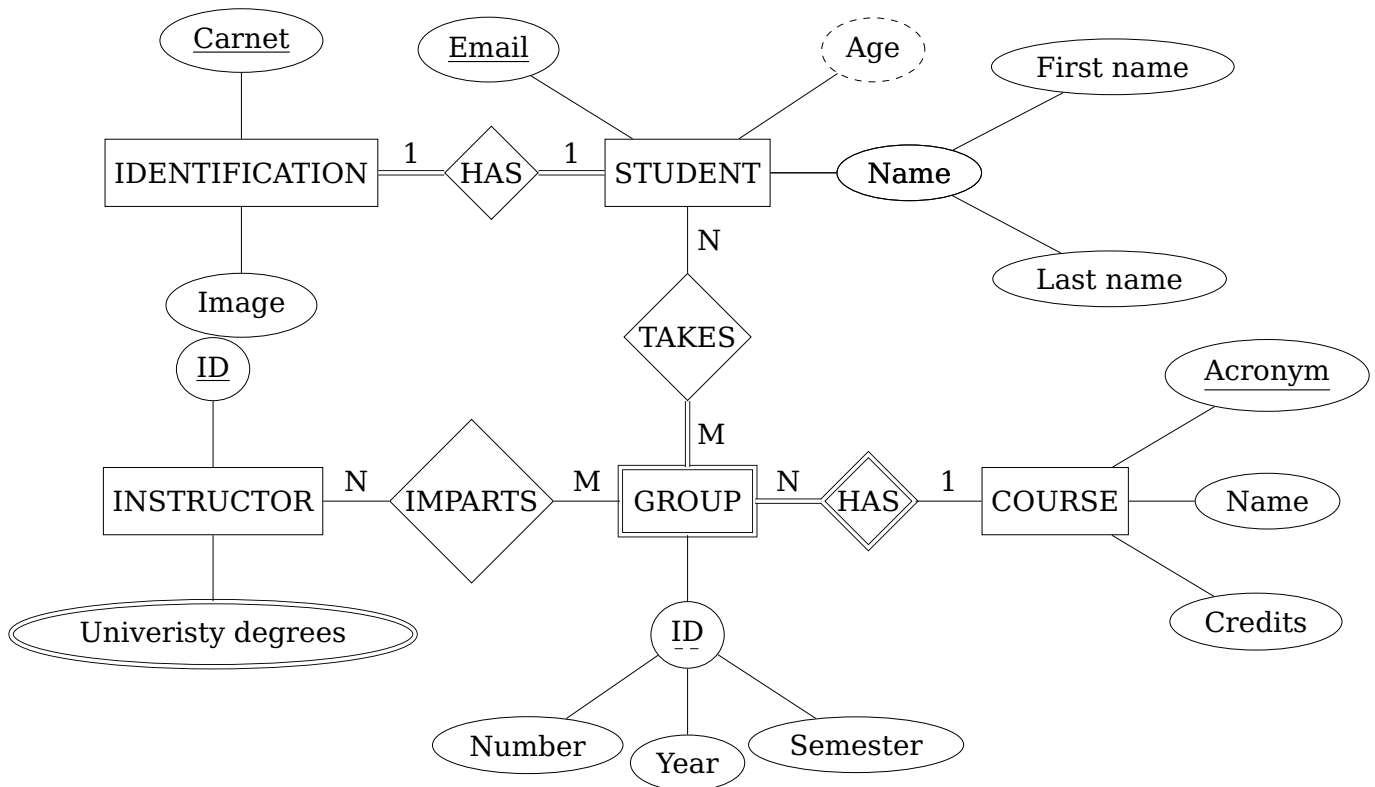 Carnet
Email
Age
First name
IDENTIFICATION
1
HAS
1
STUDENT
Name
N
Last name
Image
TAKES
ID
Acronym
M
INSTRUCTOR
N
IMPARTS
M
GROUP
N
HAS
1
COURSE
Name
Univeristy degrees
ID
Credits
Number
Year
Semester